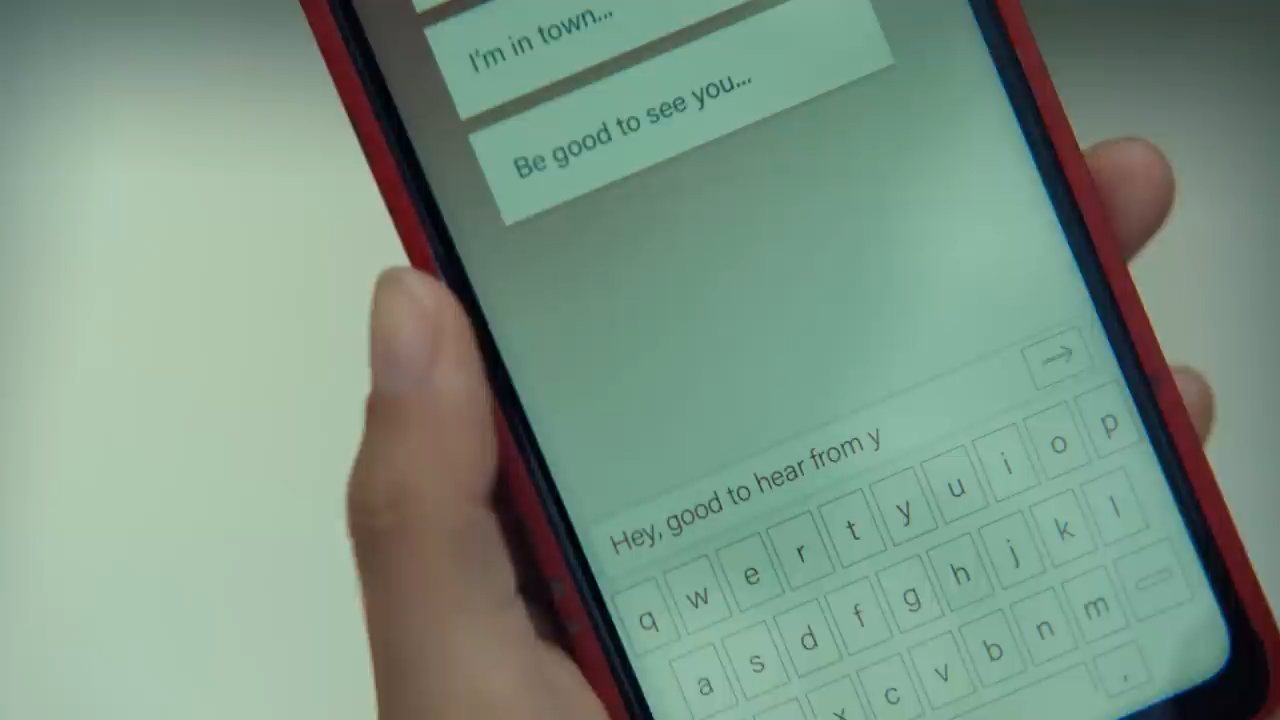 I'm in town...
Be good to see you...
Hey, good to hear from y
q w e r t y u i o p
a s d f g h j k l
x c v b n m
,